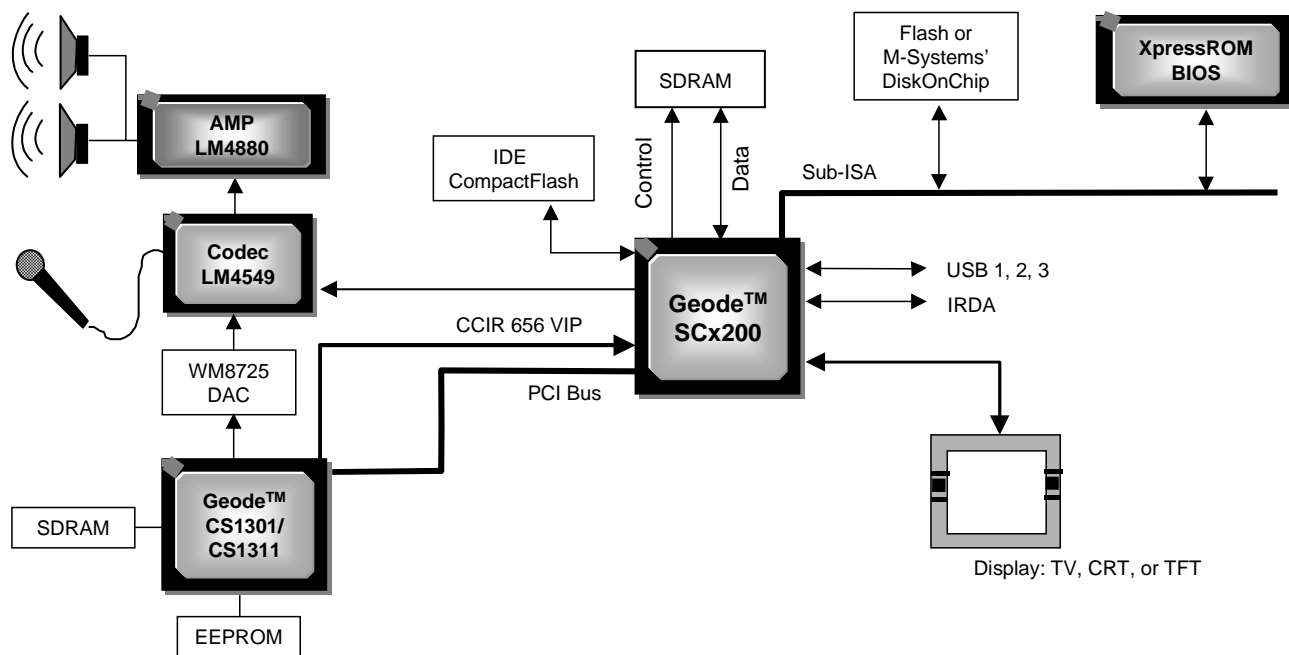 Flash or
M-Systems'
DiskOnChip
XpressROM
BIOS
SDRAM
AMP
LM4880
IDE
CompactFlash
Control
Data
Sub-ISA
Codec
LM4549
Geode™
SCx200
USB 1, 2, 3
IRDA
CCIR 656 VIP
WM8725
DAC
PCI Bus
Geode™
CS1301/
CS1311
SDRAM
Display: TV, CRT, or TFT
EEPROM